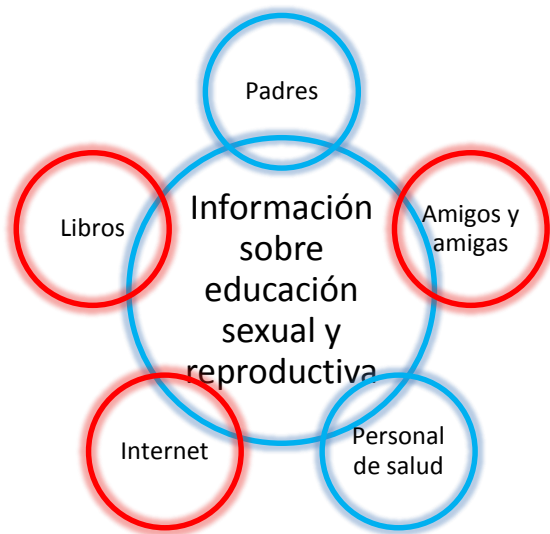 Padres
Libros
Información
sobre
educación
sexual y
reproductiva
Amigos y
amigas
Internet
Personal
de salud